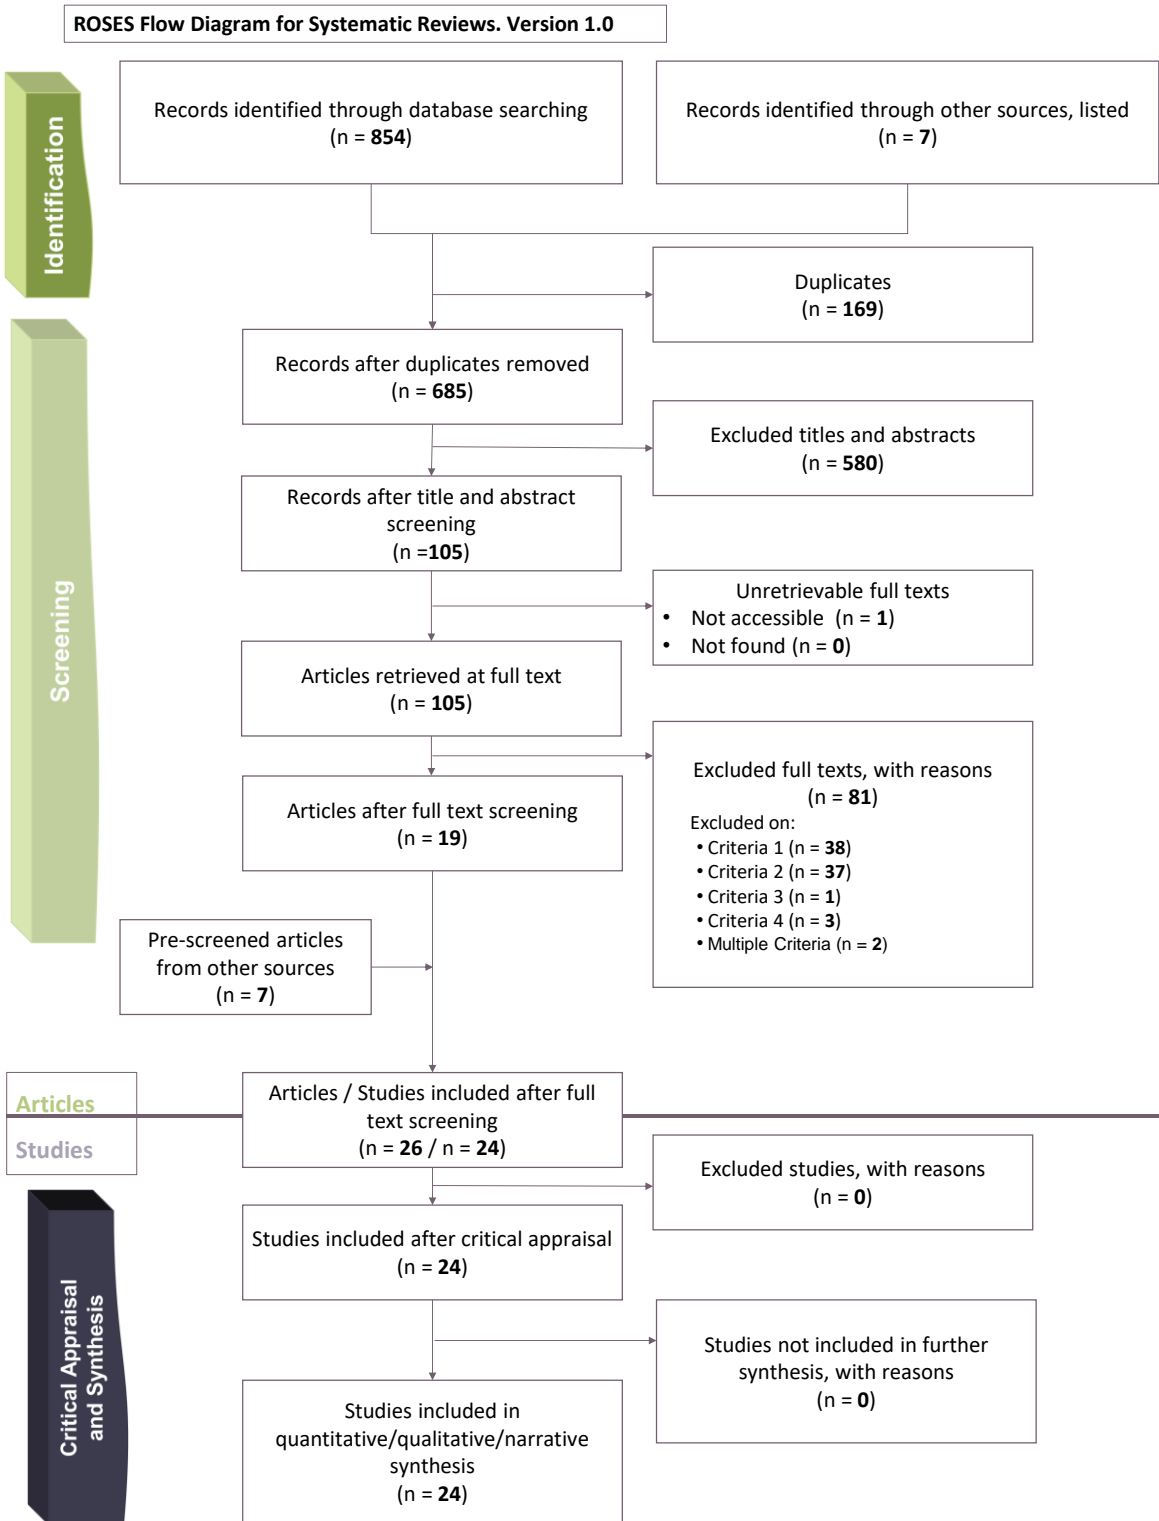 ROSES Flow Diagram for Systematic Reviews. Version 1.0
Identification
Records identified through database searching
(n = 854)
Records identified through other sources, listed
(n = 7)
Duplicates
(n = 169)
Screening
Records after duplicates removed
(n = 685)
Excluded titles and abstracts
(n = 580)
Records after title and abstract
screening
(n =105)
Unretrievable full texts
• Not accessible (n = 1)
• Not found (n = 0)
Articles retrieved at full text
(n = 105)
Excluded full texts, with reasons
(n = 81)
Excluded on:
• Criteria 1 (n = 38)
• Criteria 2 (n = 37)
• Criteria 3 (n = 1)
• Criteria 4 (n = 3)
• Multiple Criteria (n = 2)
Articles after full text screening
(n = 19)
Pre-screened articles
from other sources
(n = 7)
Articles
Studies
Articles / Studies included after full
text screening
(n = 26 / n = 24)
Excluded studies, with reasons
(n = 0)
Critical Appraisal
and Synthesis
Studies included after critical appraisal
(n = 24)
Studies not included in further
synthesis, with reasons
(n = 0)
Studies included in
quantitative/qualitative/narrative
synthesis
(n = 24)